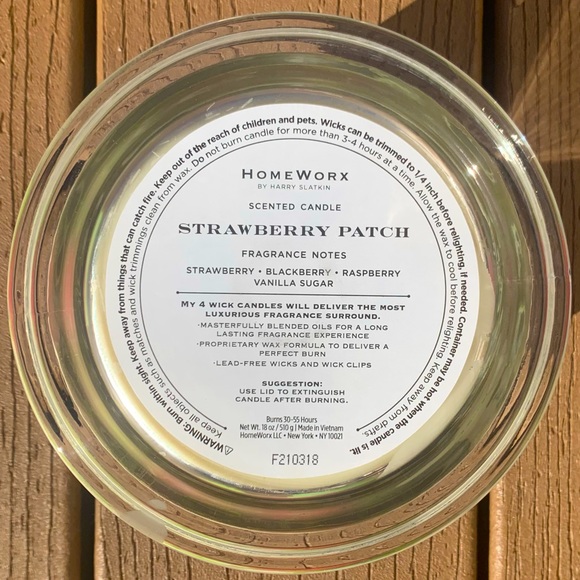 ⚠WARNING: Burn within sight. Keep away from things that can catch fire. Keep out of the reach of children and pets. Wicks can be trimmed to 1/4 inch before relighting, if needed. Container may be hot when the candle is lit.
Keep all objects such as matches and wick trimmings clean from wax. Do not burn candle for more than 3-4 hours at a time. Allow the wax to cool before relighting. Keep away from drafts.
HOMEWORX
BY HARRY SLATKIN
SCENTED CANDLE
STRAWBERRY PATCH
FRAGRANCE NOTES
STRAWBERRY • BLACKBERRY • RASPBERRY
VANILLA SUGAR
MY 4 WICK CANDLES WILL DELIVER THE MOST
LUXURIOUS FRAGRANCE SURROUND.
·MASTERFULLY BLENDED OILS FOR A LONG
LASTING FRAGRANCE EXPERIENCE
·PROPRIETARY WAX FORMULA TO DELIVER A
PERFECT BURN
·LEAD-FREE WICKS AND WICK CLIPS
SUGGESTION:
USE LID TO EXTINGUISH
CANDLE AFTER BURNING.
Burns 30-55 Hours
Net Wt. 18 oz / 510 g | Made in Vietnam
HomeWorx LLC • New York • NY 10021
F210318